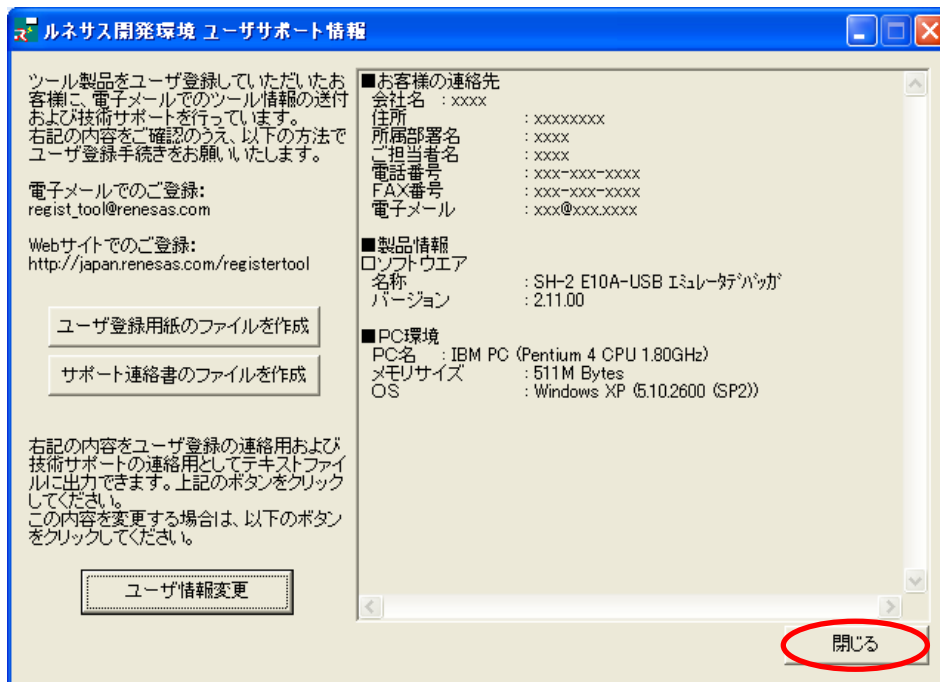 ルネサス開発環境 ユーザサポート情報
ツール製品をユーザ登録していただいたお
客様に、電子メールでのツール情報の送付
および技術サポートを行っています。
右記の内容をご確認のうえ、以下の方法で
ユーザ登録手続きをお願いいたします。
電子メールでのご登録:
regist_tool@renesas.com
Webサイトでのご登録:
http://japan.renesas.com/registertool
ユーザ登録用紙のファイルを作成
サポート連絡書のファイルを作成
右記の内容をユーザ登録の連絡用および
技術サポートの連絡用としてテキストファイ
ルに出力できます。上記のボタンをクリック
してください。
この内容を変更する場合は、以下のボタン
をクリックしてください。
ユーザ情報変更
■お客様の連絡先
会社名 : xxxx
住所 : xxxxxxxx
所属部署名 : xxxx
ご担当者名 : xxxx
電話番号 : xxx-xxx-xxxx
FAX番号 : xxx-xxx-xxxx
電子メール : xxx@xxx.xxxx
■製品情報
ロソフトウエア
名称 : SH-2 E10A-USB ｴﾐｭﾚｰﾀﾃﾞﾊﾞｯｶﾞ
バージョン : 2.11.00
■PC環境
PC名 : IBM PC (Pentium 4 CPU 1.80GHz)
メモリサイズ : 511M Bytes
OS : Windows XP (5.10.2600 (SP2))
閉じる